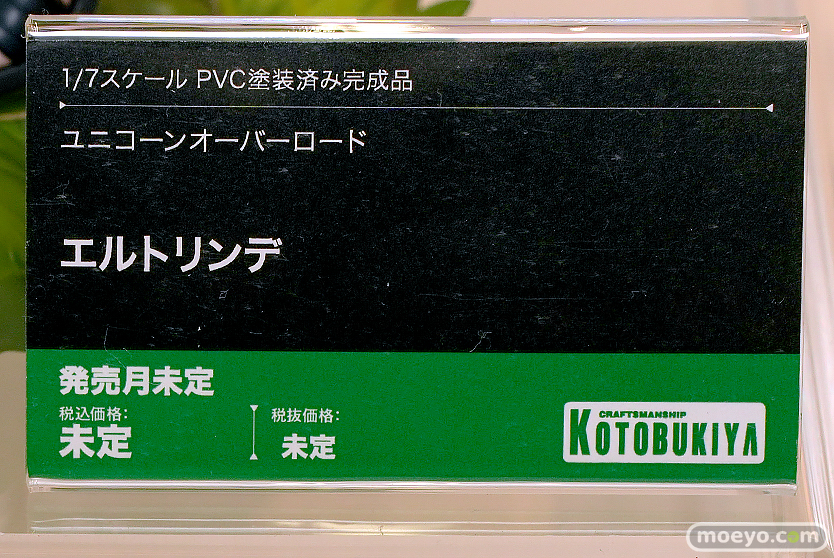 1/7スケール PVC塗装済み完成品
ユニコーンオーバーロード
エルトリンデ
発売月未定
税込価格:
未定
税抜価格:
未定
CRAFTSMANSHIP
KOTOBUKIYA
moeyo.com